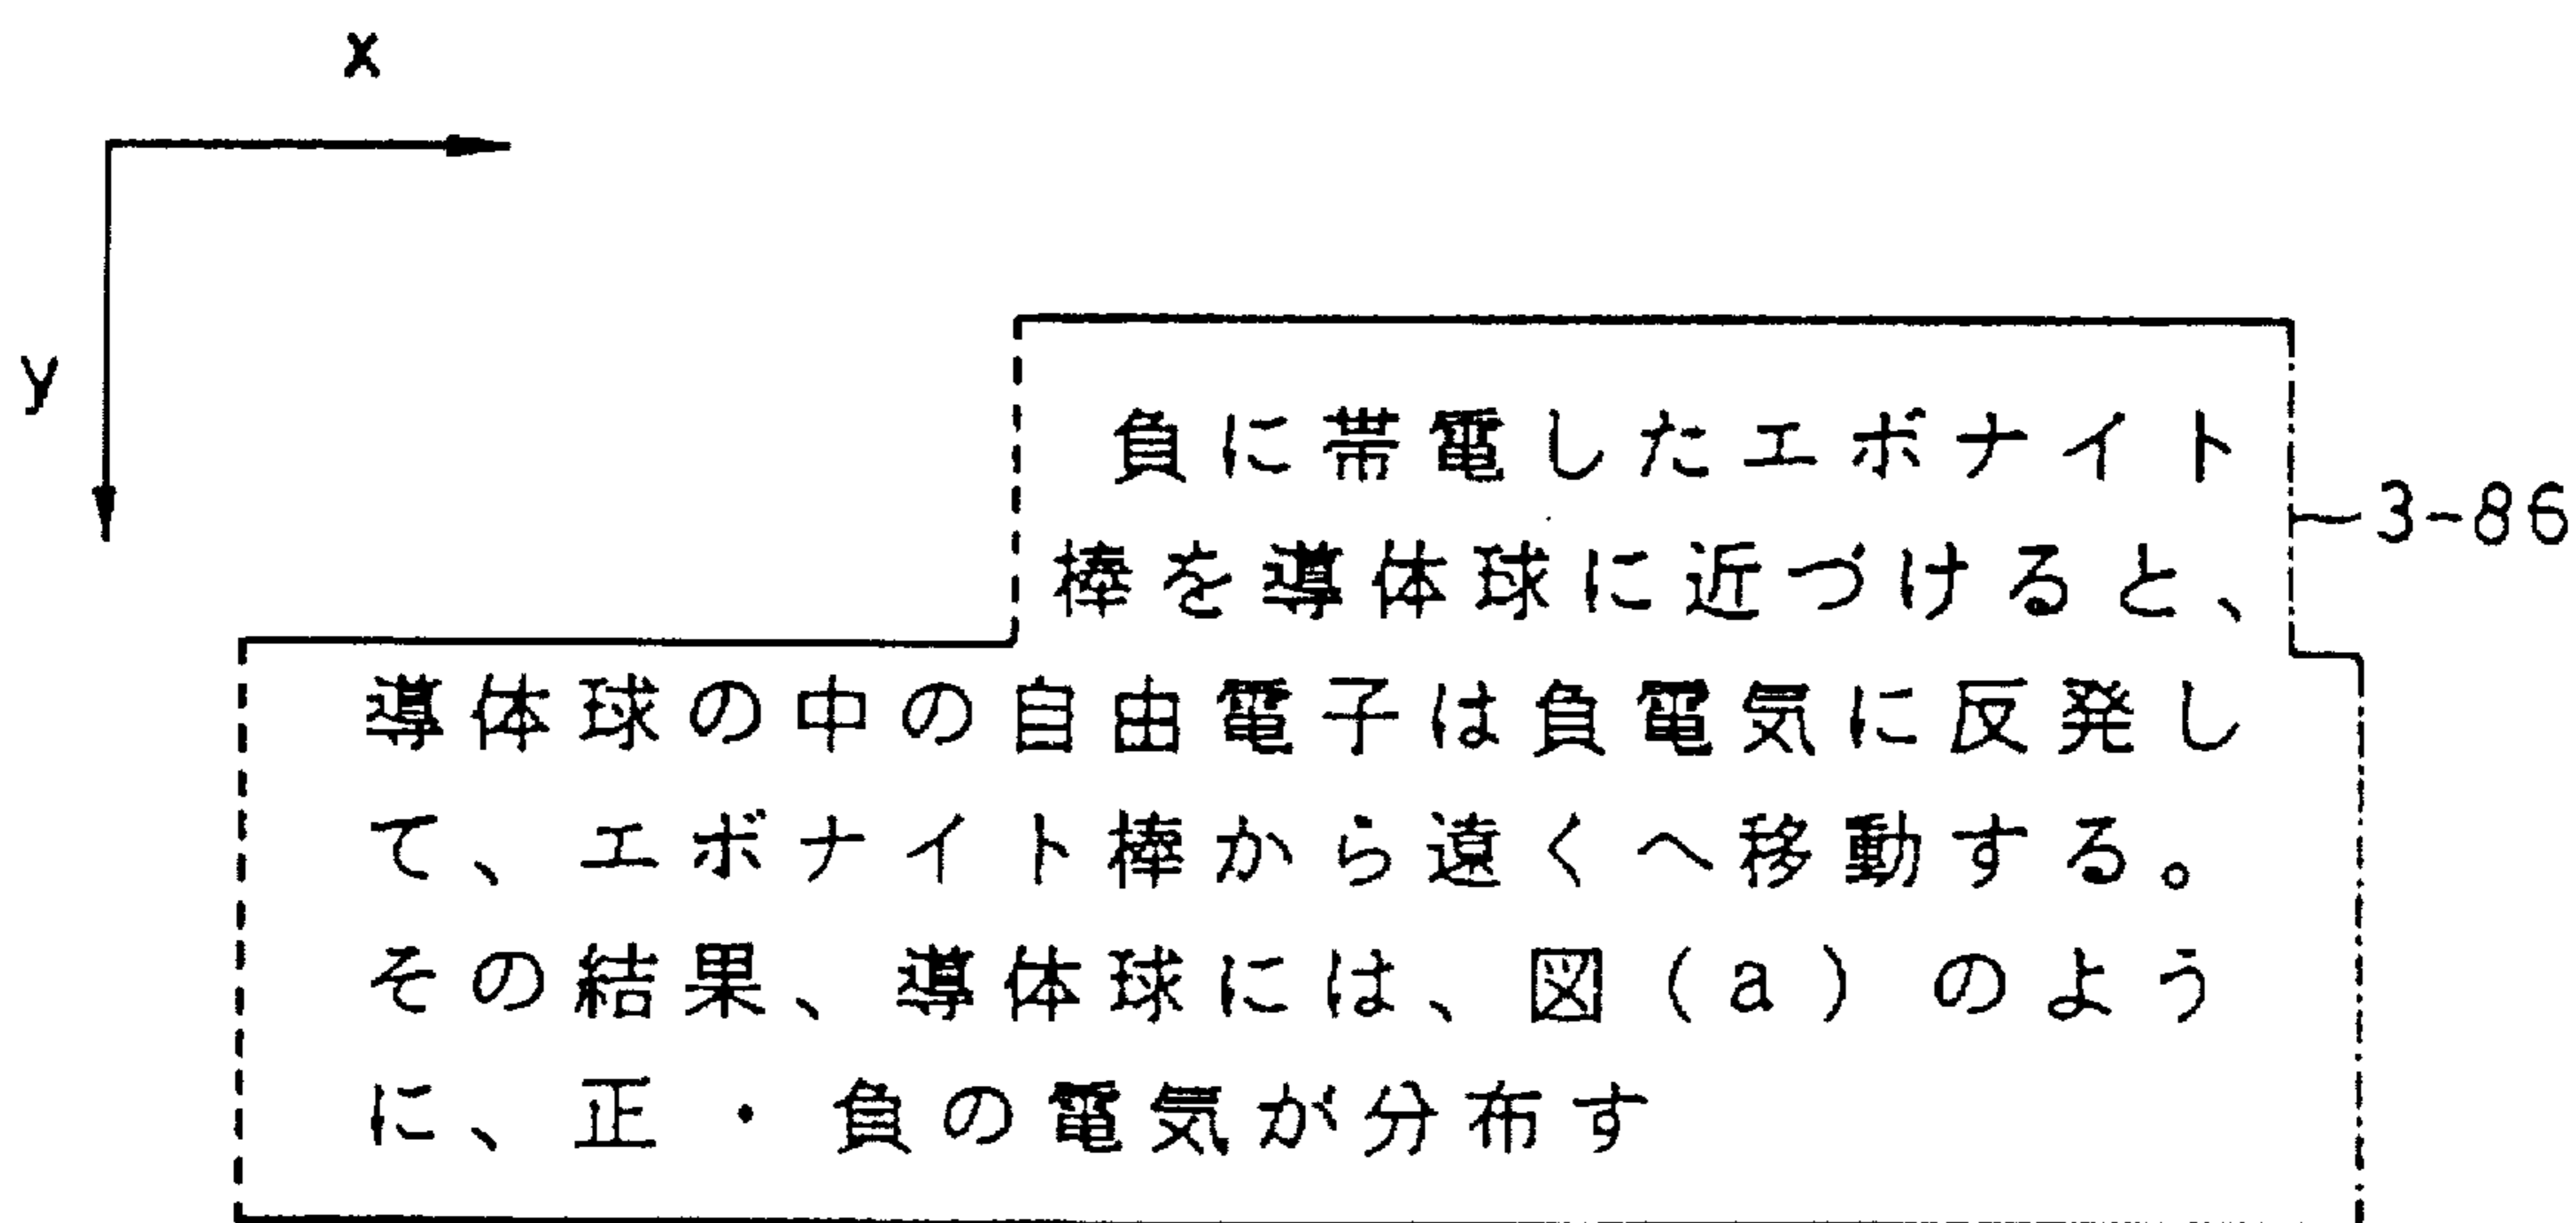 x
y
負に帯電したエボナイト
棒を導体球に近づけると、
3-86
導体球の中の自由電子は負電気に反発し
て、エボナイト棒から遠くへ移動する。
その結果、導体球には、図(a)のよう
に、正・負の電気が分布す